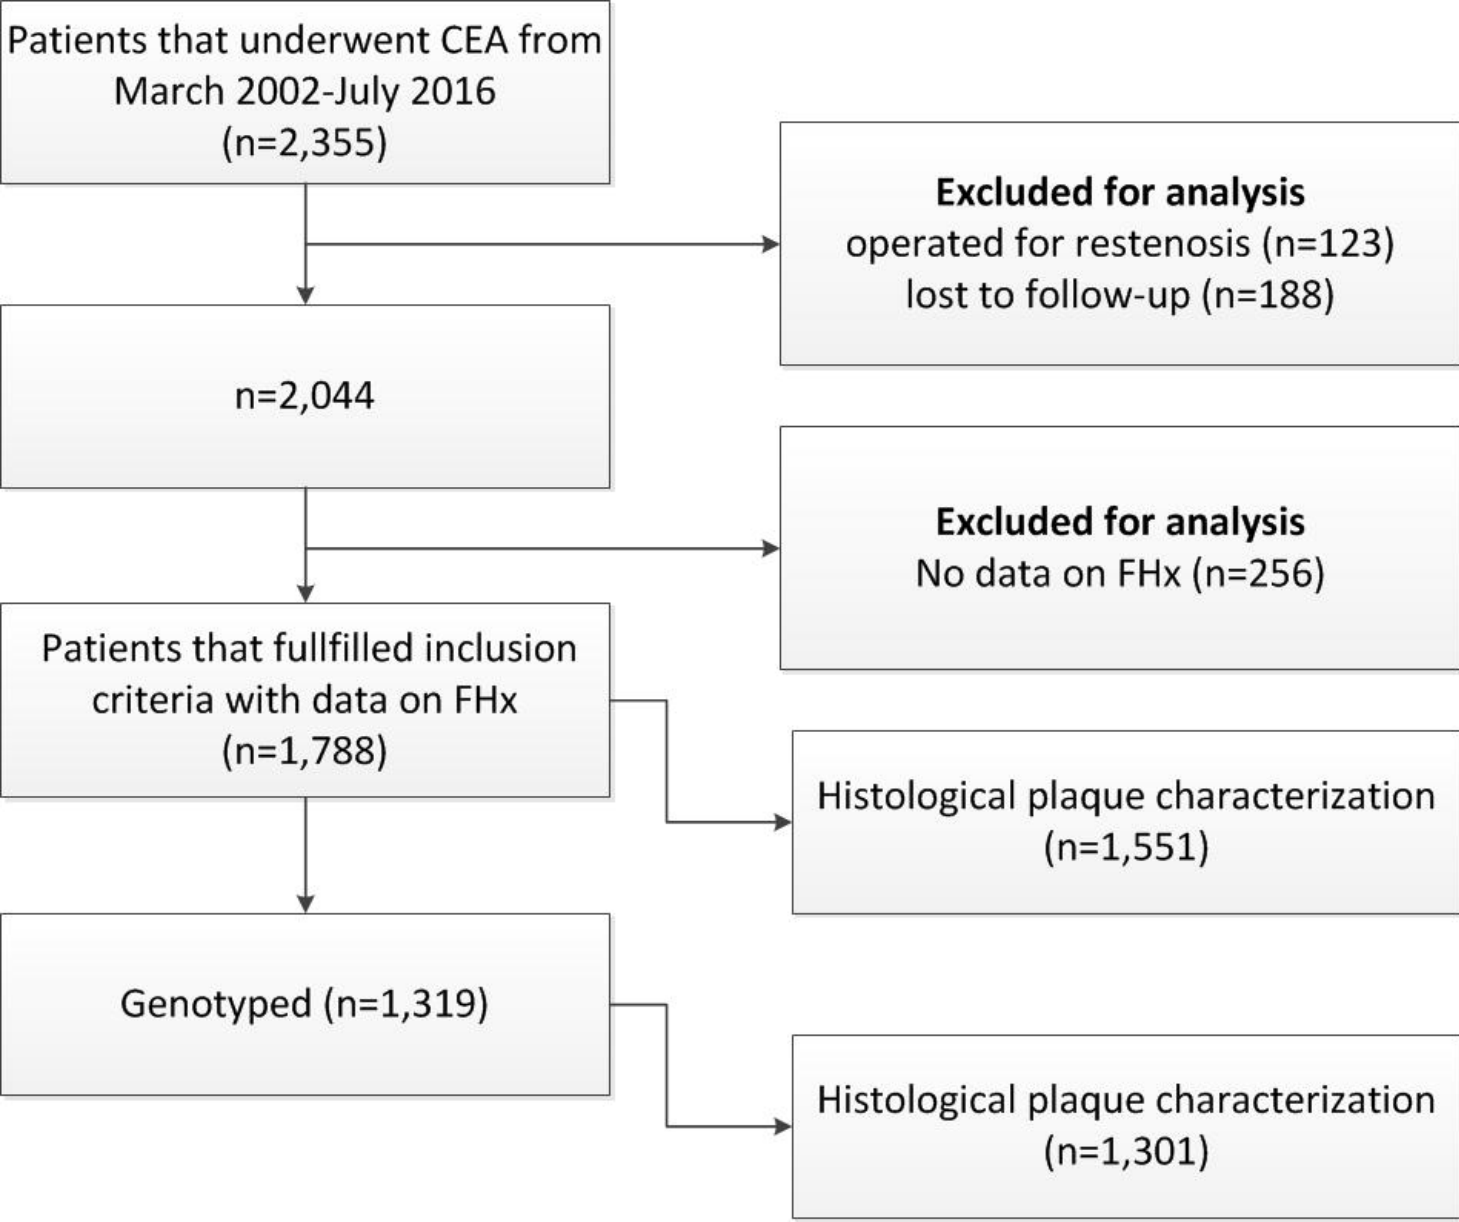 Patients that underwent CEA from
March 2002-July 2016
(n=2,355)
Excluded for analysis
operated for restenosis (n=123)
lost to follow-up (n=188)
n=2,044
Excluded for analysis
No data on FHx (n=256)
Patients that fullfilled inclusion
criteria with data on FHx
(n=1,788)
Histological plaque characterization
(n=1,551)
Genotyped (n=1,319)
Histological plaque characterization
(n=1,301)